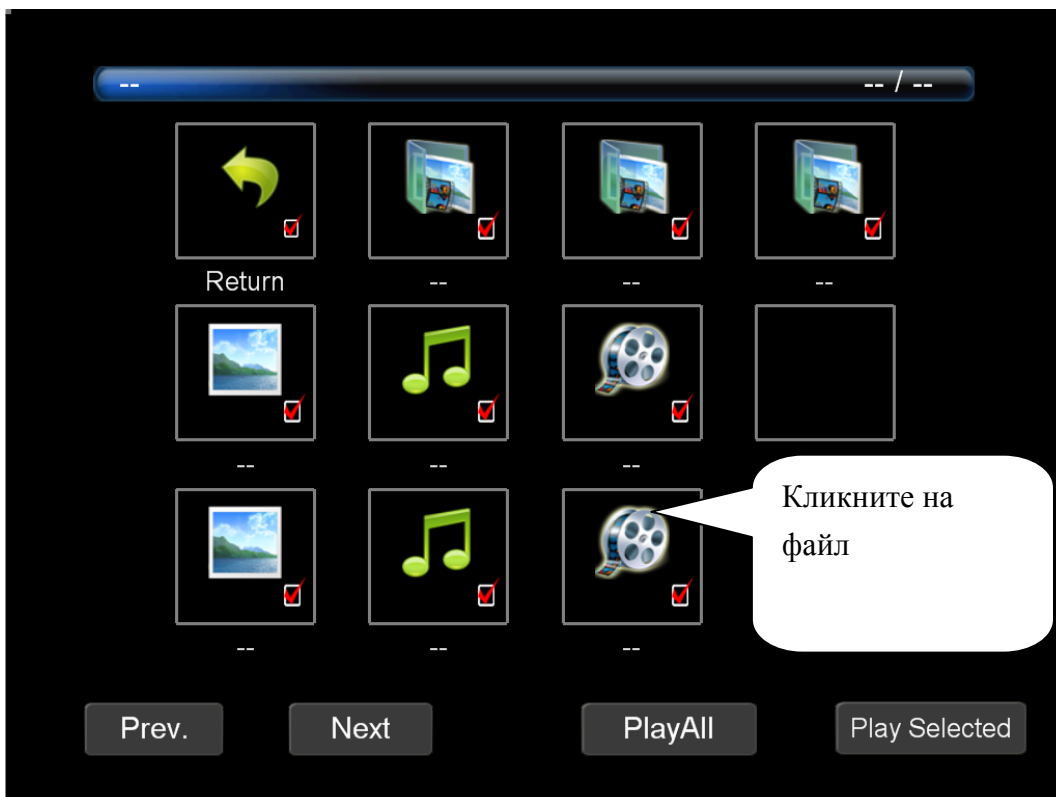 -- -- / --
Return -- -- --
-- -- --
Кликните на
файл
-- -- --
Prev. Next PlayAll Play Selected